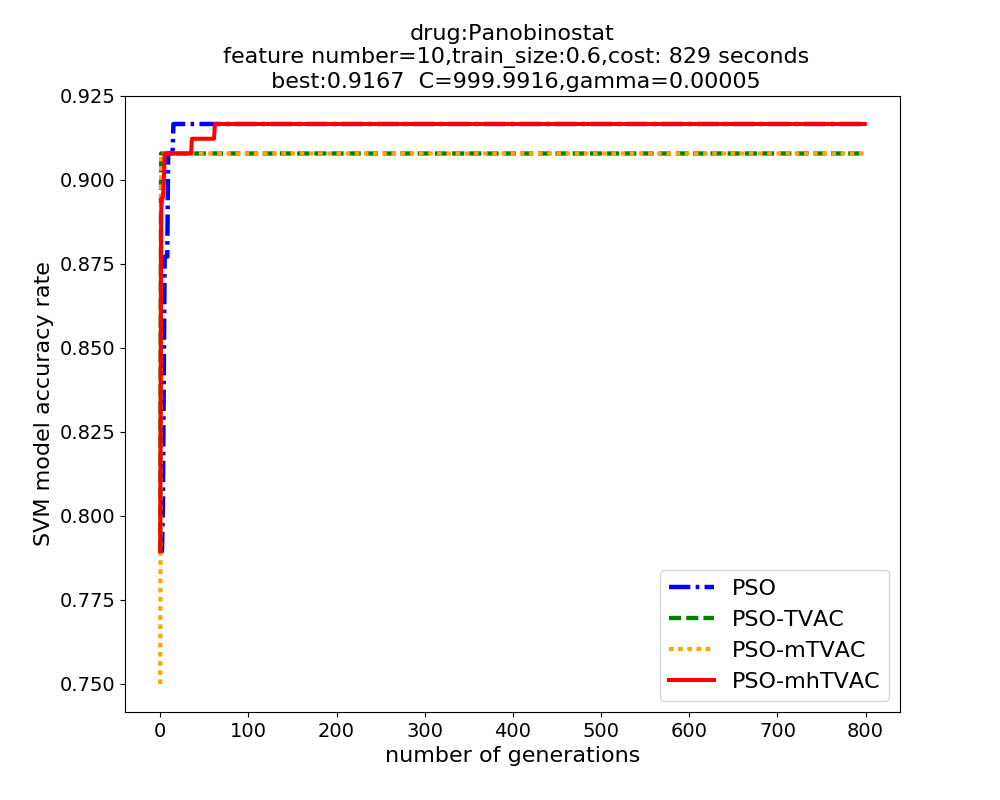 drug:Panobinostat
feature number=10,train_size:0.6,cost: 829 seconds
best:0.9167  C=999.9916,gamma=0.00005
0.925
0.900
0.875
0.850
0.825
0.800
0.775
0.750
SVM model accuracy rate
PSO
PSO-TVAC
PSO-mTVAC
PSO-mhTVAC
0 100 200 300 400 500 600 700 800
number of generations